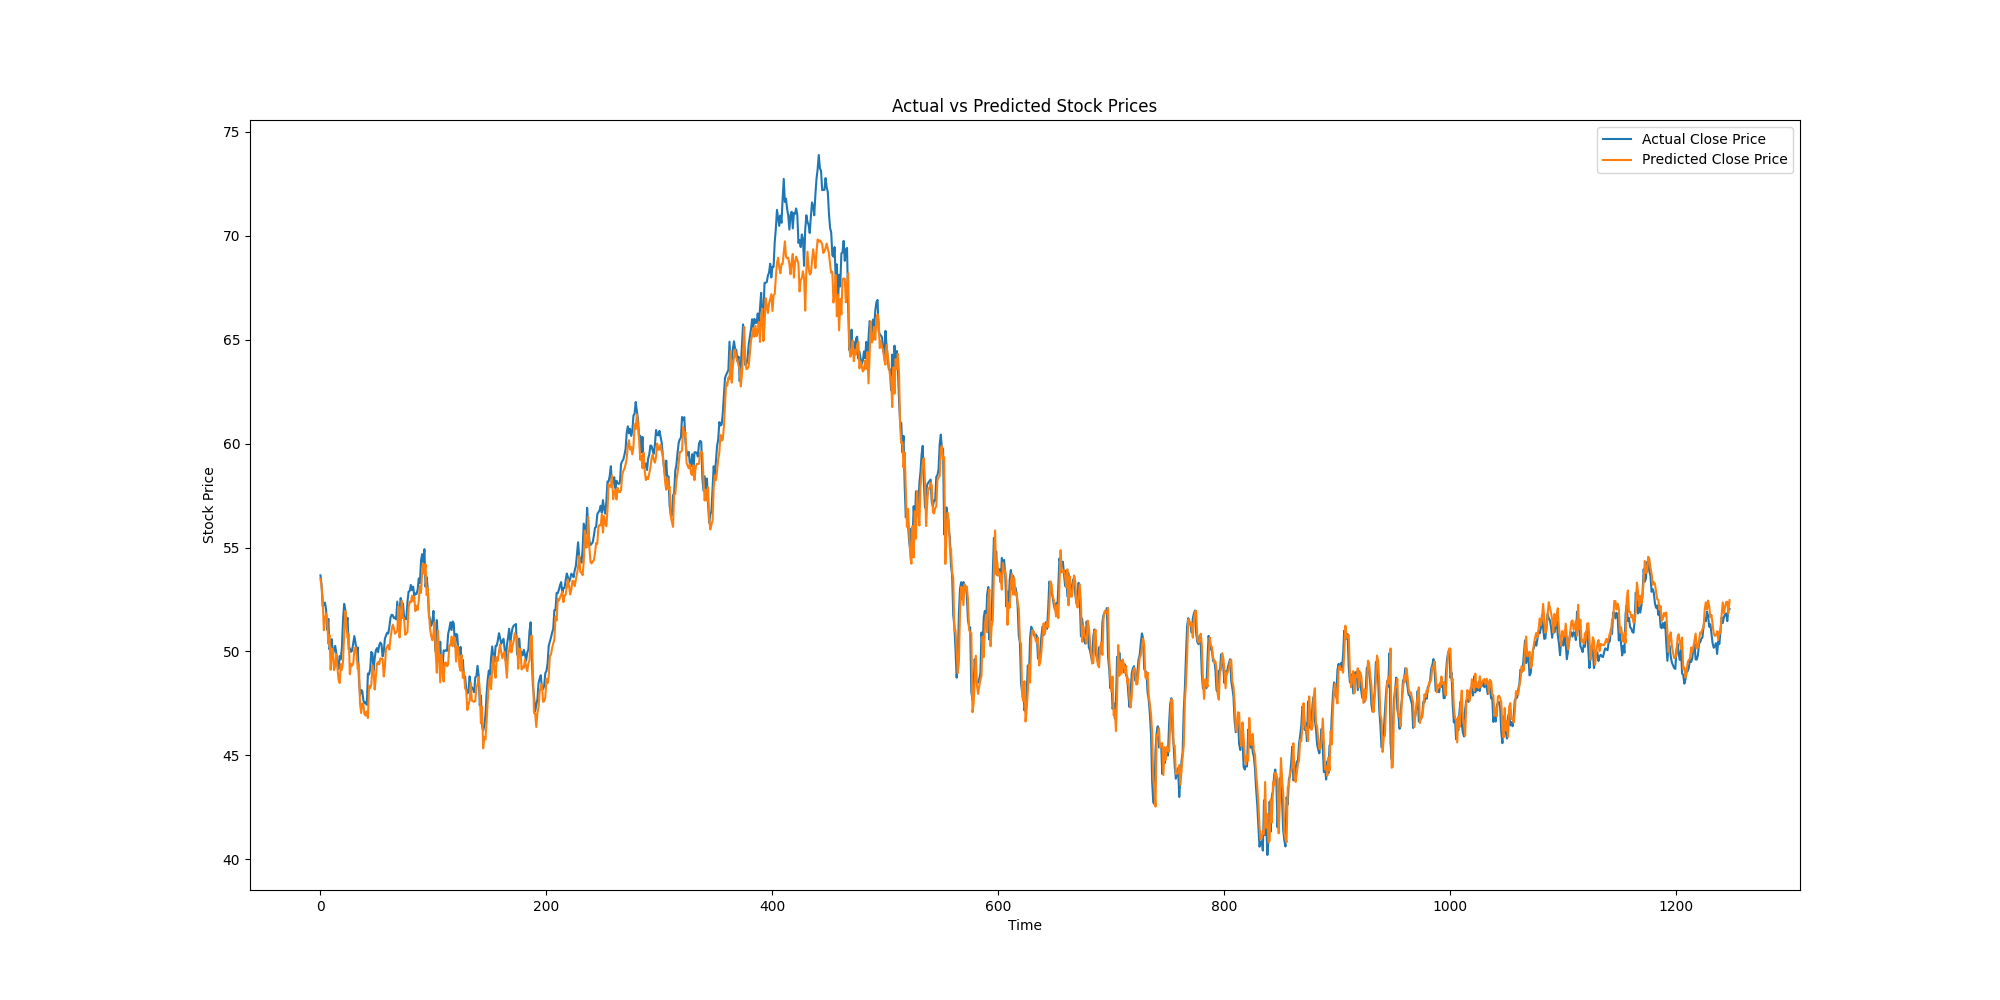 Actual vs Predicted Stock Prices
Actual Close Price
Predicted Close Price
75
70
65
60
55
50
45
40
Stock Price
0 200 400 600 800 1000 1200
Time